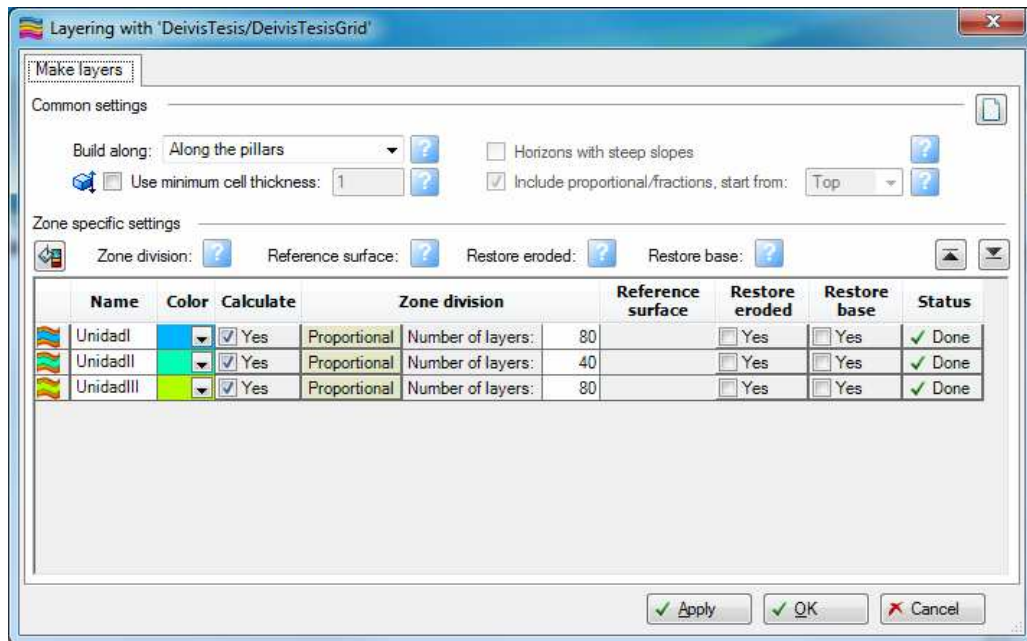 Layering with 'DeivisTesis/DeivisTesisGrid'
Make layers
Common settings
Build along: Along the pillars ? Horizons with steep slopes ?
Use minimum cell thickness: 1 ? Include proportional/fractions, start from: Top ?
Zone specific settings
Zone division: ? Reference surface: ? Restore eroded: ? Restore base: ?
Name Color Calculate Zone division Reference surface Restore eroded Restore base Status
UnidadI Yes Proportional Number of layers: 80 Yes Yes Done
UnidadII Yes Proportional Number of layers: 40 Yes Yes Done
UnidadIII Yes Proportional Number of layers: 80 Yes Yes Done
Apply OK Cancel